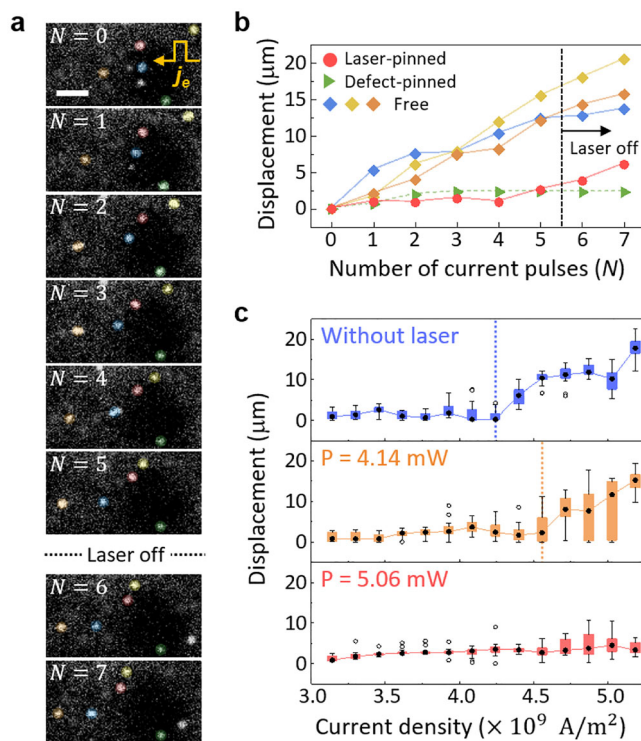 a
N = 0
j_e
N = 1
N = 2
N = 3
N = 4
N = 5
Laser off
N = 6
N = 7
b
Displacement (μm)
20
15
10
5
0
Laser-pinned
Defect-pinned
Free
Laser off
0 1 2 3 4 5 6 7
Number of current pulses (N)
c
Displacement (μm)
Without laser
20
10
0
P = 4.14 mW
20
10
0
P = 5.06 mW
20
10
0
3.0 3.5 4.0 4.5 5.0
Current density (× 10⁹ A/m²)